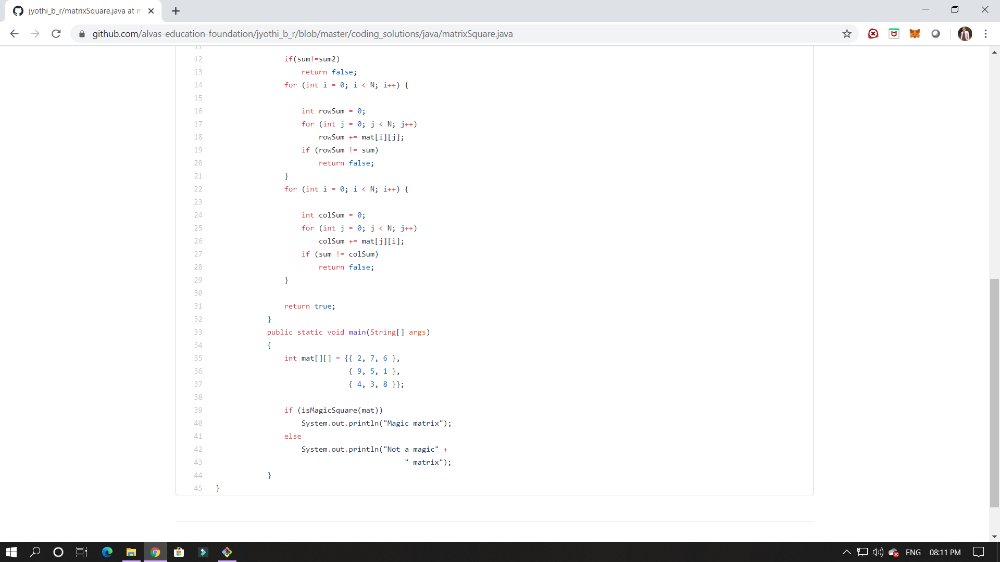 jyothi_b_r/matrixSquare.java at m
github.com/alvas-education-foundation/jyothi_b_r/blob/master/coding_solutions/java/matrixSquare.java
11
12 if(sum!=sum2)
13 return false;
14 for (int i = 0; i < N; i++) {
15
16 int rowSum = 0;
17 for (int j = 0; j < N; j++)
18 rowSum += mat[i][j];
19 if (rowSum != sum)
20 return false;
21 }
22 for (int i = 0; i < N; i++) {
23
24 int colSum = 0;
25 for (int j = 0; j < N; j++)
26 colSum += mat[j][i];
27 if (sum != colSum)
28 return false;
29 }
30
31 return true;
32 }
33 public static void main(String[] args)
34 {
35 int mat[][] = {{ 2, 7, 6 },
36 { 9, 5, 1 },
37 { 4, 3, 8 }};
38
39 if (isMagicSquare(mat))
40 System.out.println("Magic matrix");
41 else
42 System.out.println("Not a magic" +
43 " matrix");
44 }
45 }
ENG 08:11 PM